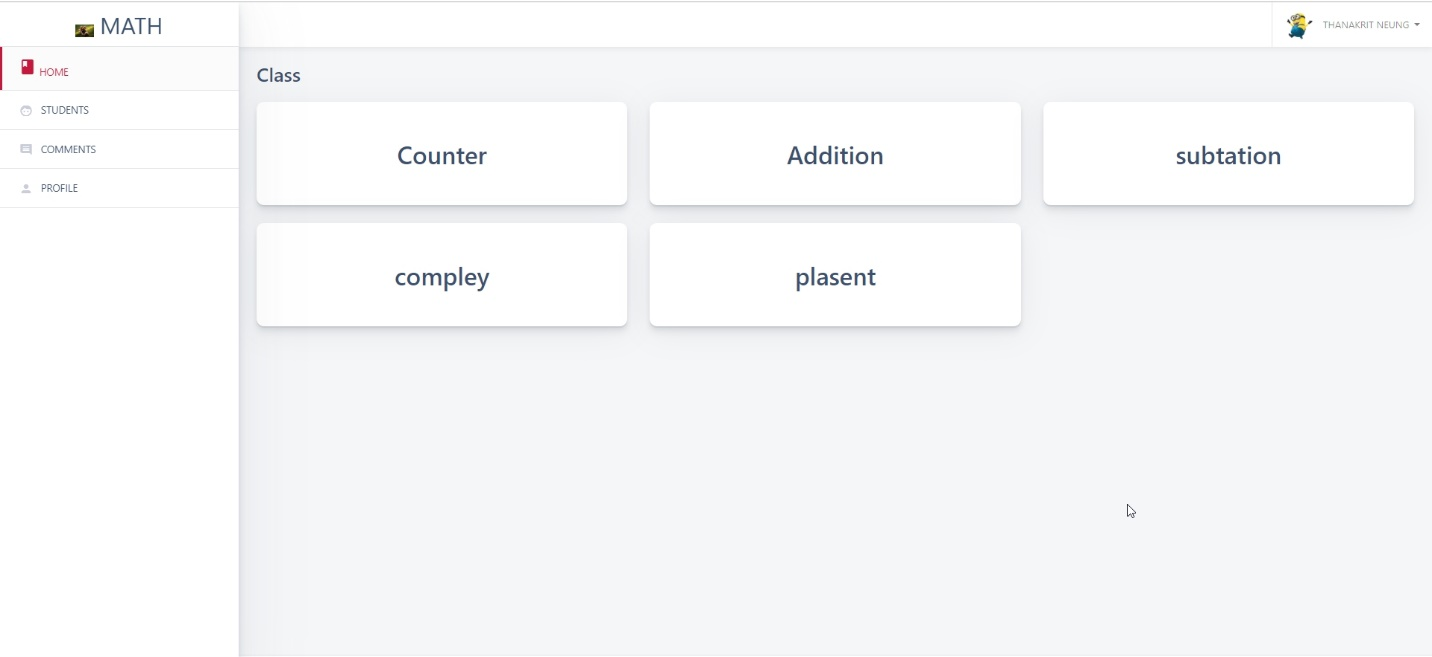 MATH
THANAKRIT NEUNG
HOME
STUDENTS
COMMENTS
PROFILE
Class
Counter
Addition
subtation
compley
plasent